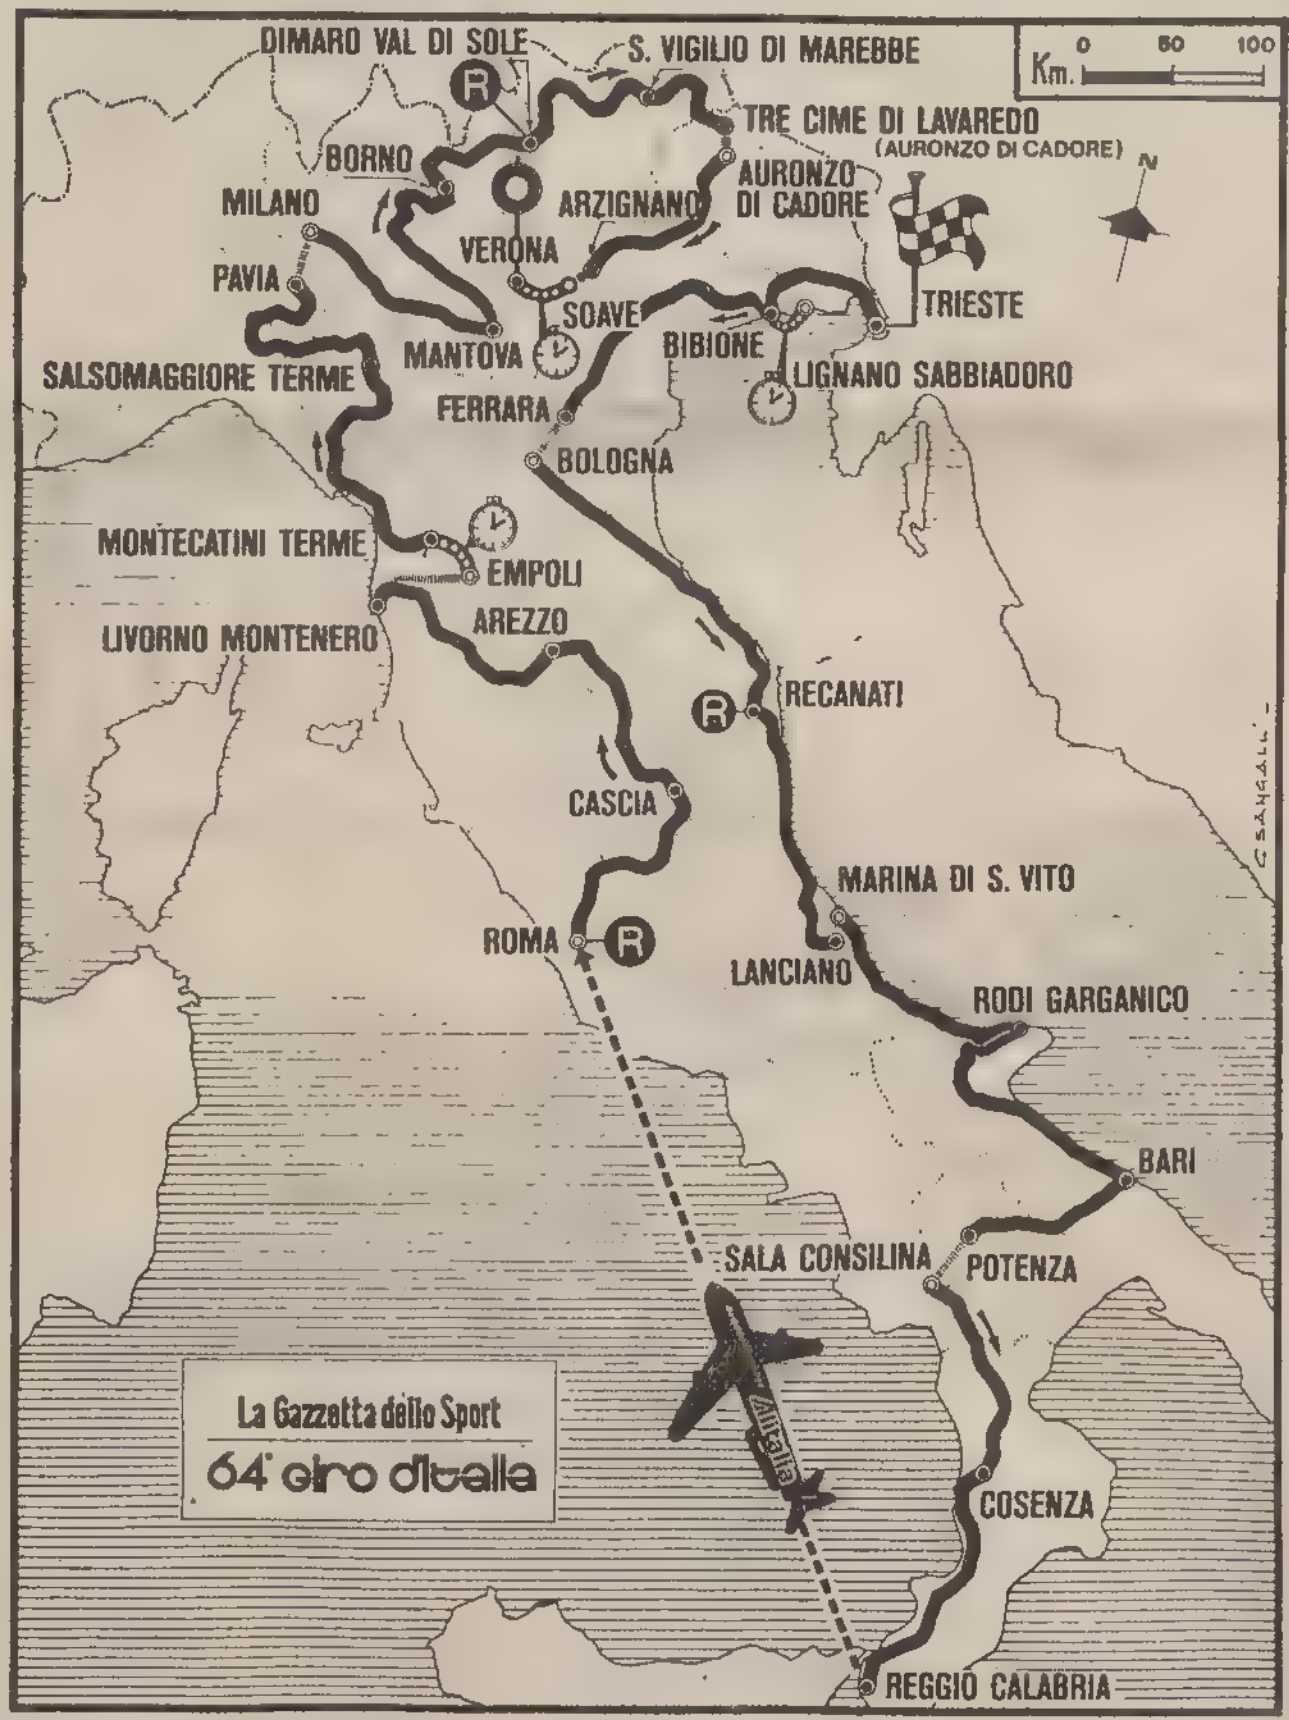 DIMARO VAL DI SOLE
S. VIGILIO DI MAREBBE
0 50 100
Km.
R
TRE CIME DI LAVAREDO
(AURONZO DI CADORE)
N
BORNO
AURONZO
DI CADORE
MILANO
ARZIGNANO
VERONA
PAVIA
TRIESTE
SOAVE
BIBIONE
MANTOVA
SALSOMAGGIORE TERME
LIGNANO SABBIADORO
FERRARA
BOLOGNA
MONTECATINI TERME
EMPOLI
AREZZO
LIVORNO MONTENERO
RECANATI
R
CASCIA
SANGALLI
MARINA DI S. VITO
ROMA
R
LANCIANO
RODI GARGANICO
BARI
SALA CONSILINA
POTENZA
La Gazzetta dello Sport
64° Giro d'Italia
Alitalia
COSENZA
REGGIO CALABRIA